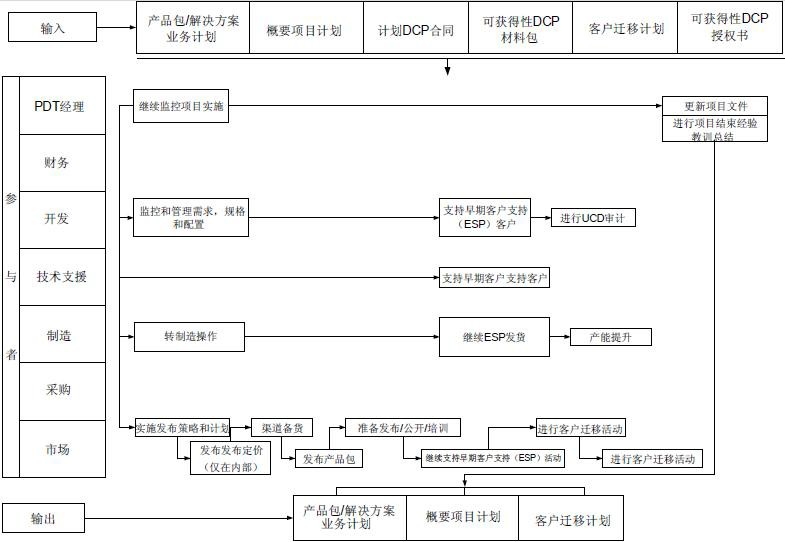 输入
产品包/解决方案
业务计划
概要项目计划
计划DCP合同
可获得性DCP
材料包
客户迁移计划
可获得性DCP
授权书
参与者
PDT经理
继续监控项目实施
更新项目文件
进行项目结束经验
教训总结
财务
开发
监控和管理需求，规格
和配置
支持早期客户支持
（ESP）客户
进行UCD审计
技术支援
支持早期客户支持客户
制造
转制造操作
继续ESP发货
产能提升
采购
市场
实施发布策略和计划
发布发布定价
（仅在内部）
渠道备货
发布产品包
准备发布/公开/培训
继续支持早期客户支持（ESP）活动
进行客户迁移活动
进行客户迁移活动
输出
产品包/解决方案
业务计划
概要项目计划
客户迁移计划